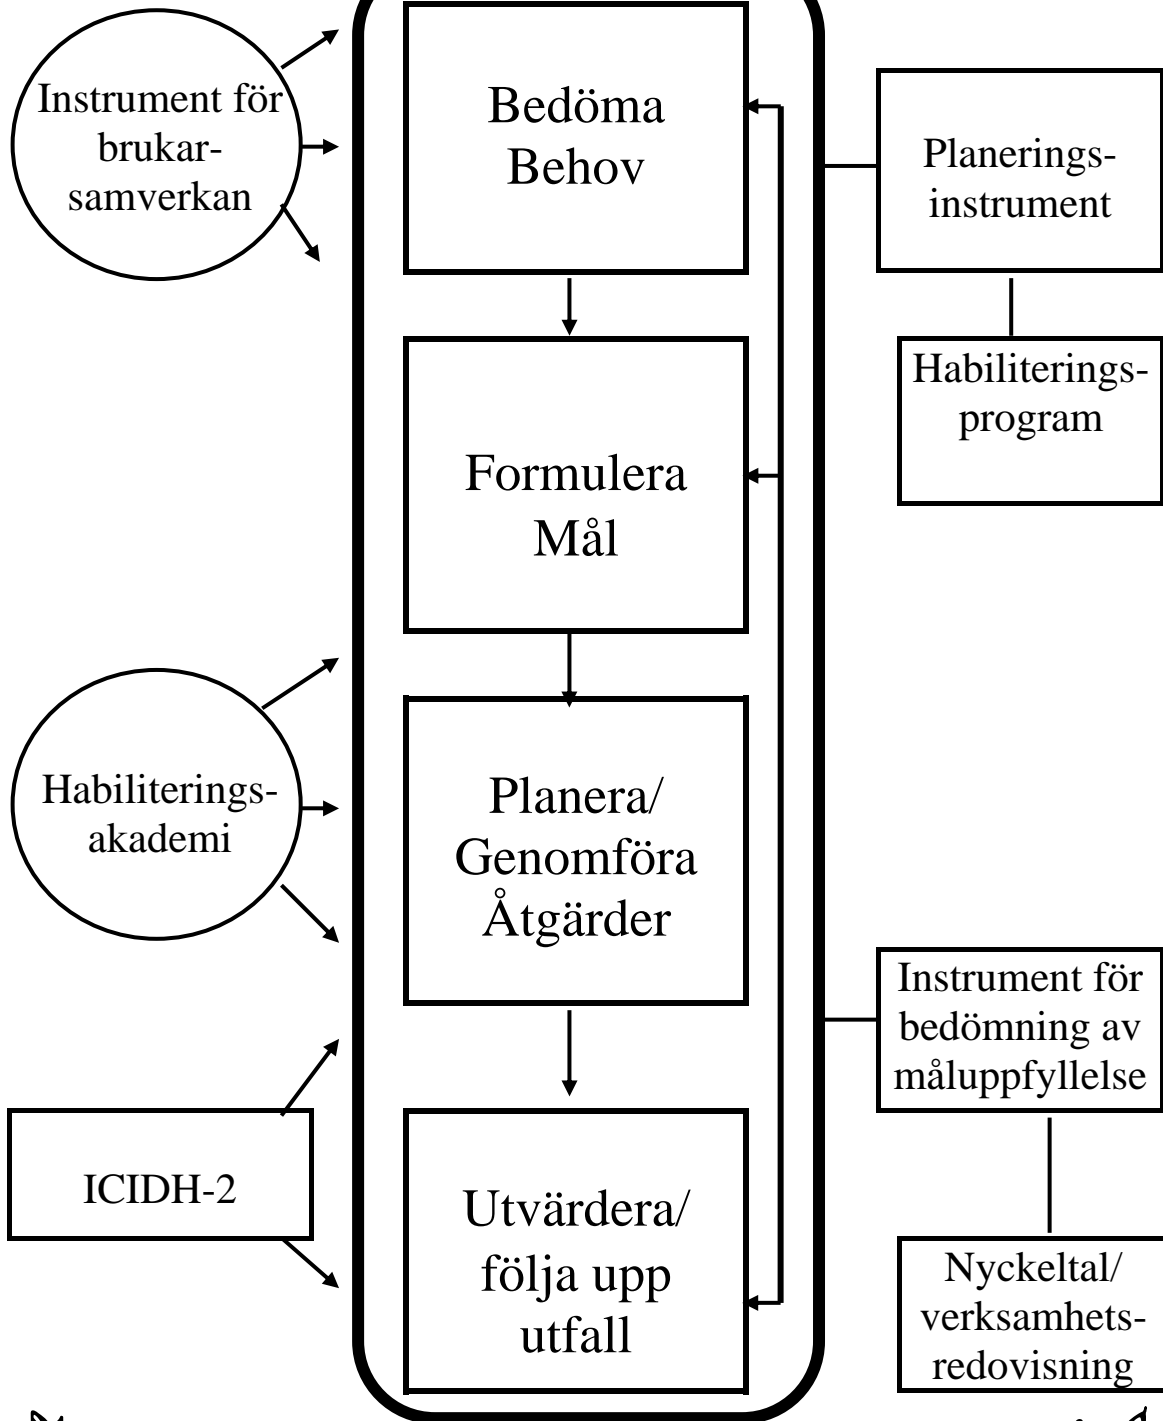 Instrument för
brukar-
samverkan
Bedöma
Behov
Planerings-
instrument
Habiliterings-
program
Formulera
Mål
Habiliterings-
akademi
Planera/
Genomföra
Åtgärder
Instrument för
bedömning av
måluppfyllelse
ICIDH-2
Utvärdera/
följa upp
utfall
Nyckeltal/
verksamhets-
redovisning